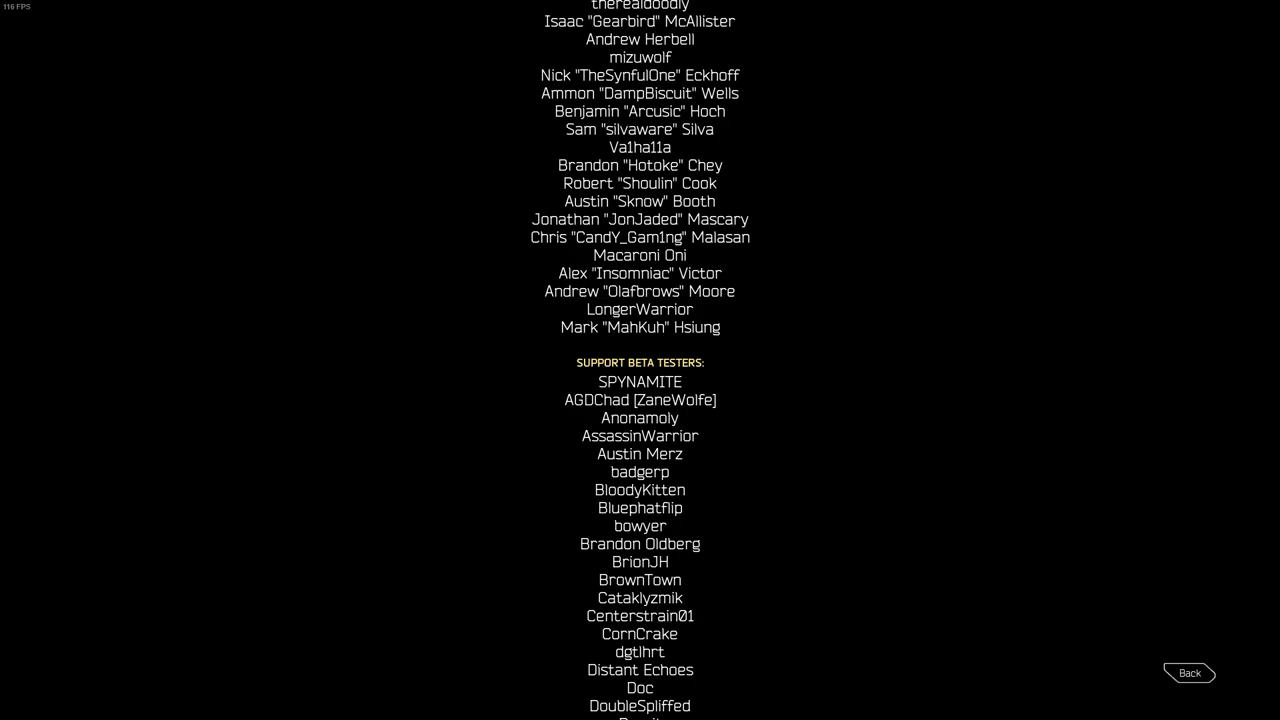 116 FPS
therealdoodly
Isaac "Gearbird" McAllister
Andrew Herbell
mizuwolf
Nick "TheSynfulOne" Eckhoff
Ammon "DampBiscuit" Wells
Benjamin "Arcusic" Hoch
Sam "silvaware" Silva
Va1ha11a
Brandon "Hotoke" Chey
Robert "Shoulin" Cook
Austin "Sknow" Booth
Jonathan "JonJaded" Mascary
Chris "CandY_Gam1ng" Malasan
Macaroni Oni
Alex "Insomniac" Victor
Andrew "Olafbrows" Moore
LongerWarrior
Mark "MahKuh" Hsiung
SUPPORT BETA TESTERS:
SPYNAMITE
AGDChad [ZaneWolfe]
Anonamoly
AssassinWarrior
Austin Merz
badgerp
BloodyKitten
Bluephatflip
bowyer
Brandon Oldberg
BrionJH
BrownTown
Cataklyzmik
Centerstrain01
CornCrake
dgtlhrt
Distant Echoes
Doc
DoubleSpliffed
Back